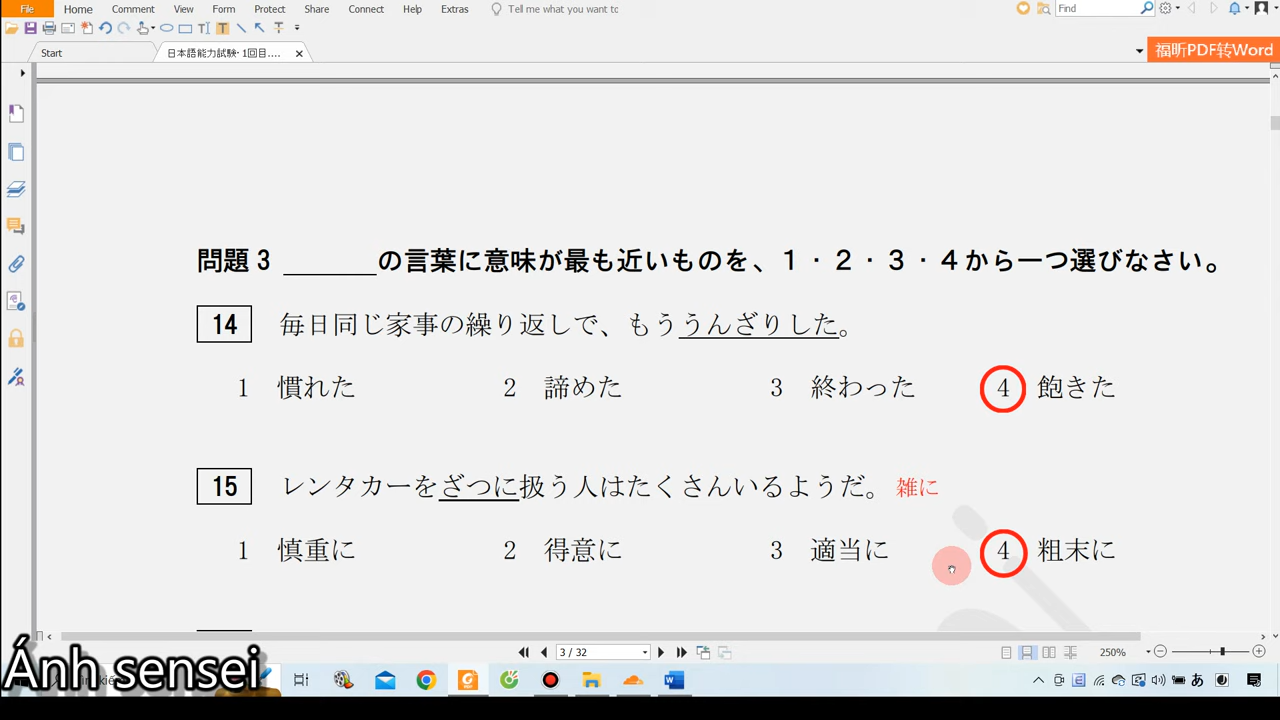 File Home Comment View Form Protect Share Connect Help Extras Tell me what you want tc Find
Start 日本語能力試験- 1回目.... 福昕PDF转Word
問題3 ______の言葉に意味が最も近いものを、1・2・3・4から一つ選びなさい。
14 毎日同じ家事の繰り返しで、もううんざりした。
1 慣れた 2 諦めた 3 終わった 4 飽きた
15 レンタカーをざつに扱う人はたくさんいるようだ。 雑に
1 慎重に 2 得意に 3 適当に 4 粗末に
3 / 32 250%
Ánh sensei